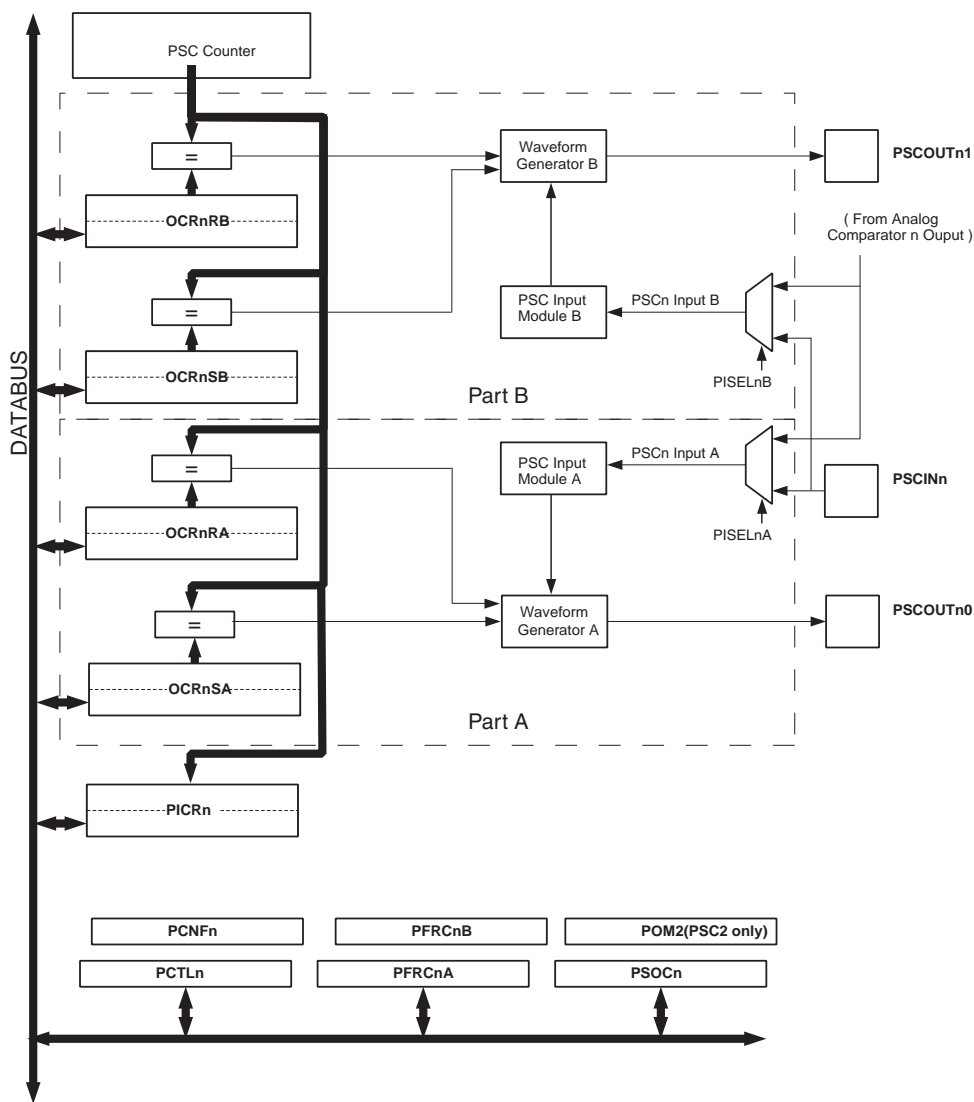 PSC Counter
=
Waveform
Generator B
PSCOUTn1
OCRnRB
( From Analog
Comparator n Ouput )
=
PSC Input
Module B
PSCn Input B
OCRnSB
PISELnB
Part B
DATABUS
=
PSC Input
Module A
PSCn Input A
PSCINn
OCRnRA
PISELnA
=
Waveform
Generator A
PSCOUTn0
OCRnSA
Part A
PICRn
PCNFn
PFRCnB
POM2(PSC2 only)
PCTLn
PFRCnA
PSOCn